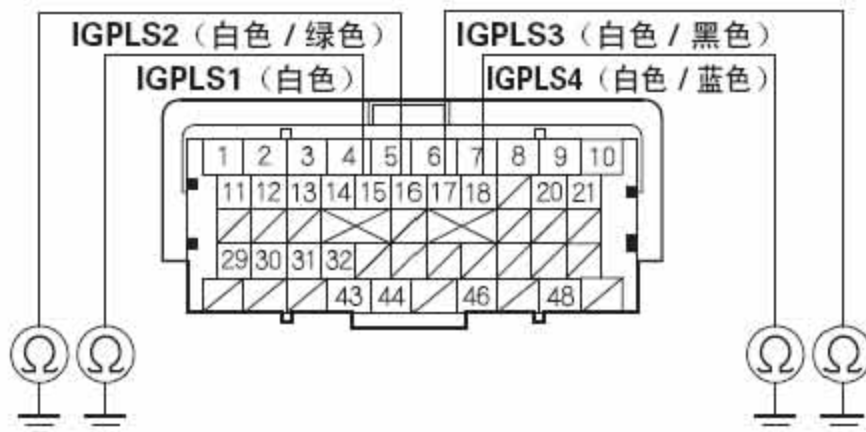 IGPLS2（白色 / 绿色） IGPLS3（白色 / 黑色）
IGPLS1（白色） IGPLS4（白色 / 蓝色）
1 2 3 4 5 6 7 8 9 10
11 12 13 14 15 16 17 18 20 21
29 30 31 32
43 44 46 48
Ω Ω Ω Ω